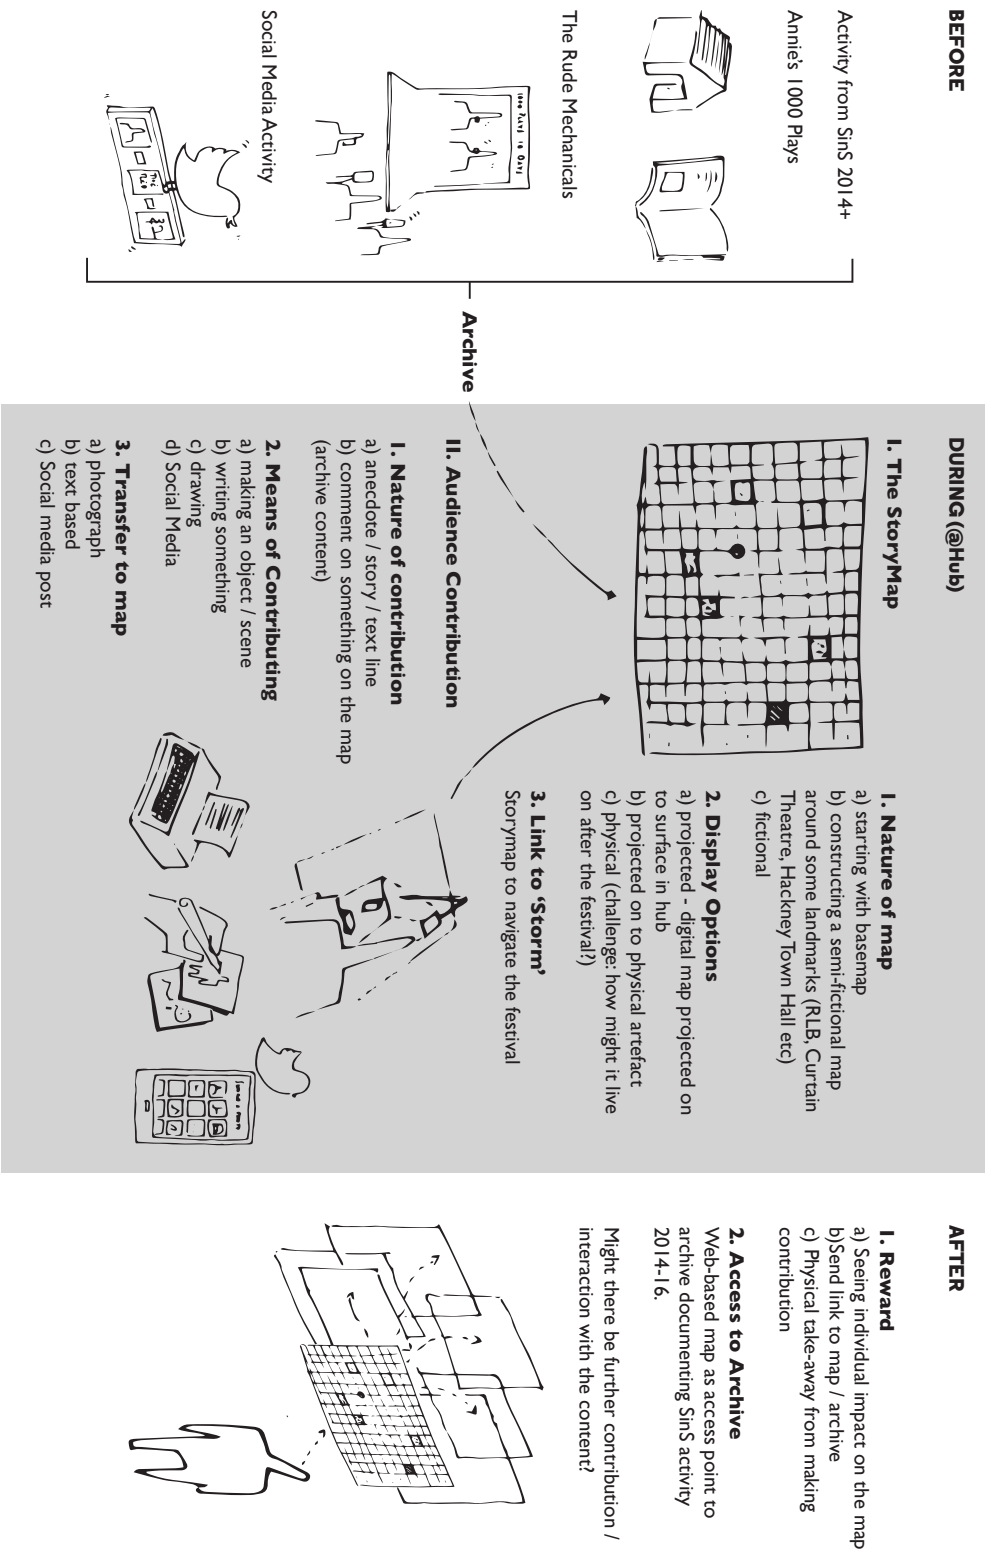 BEFORE
Activity from SinS 2014+
Annie's 1000 Plays
The Rude Mechanicals
1000 PLAYS 10 DAYS
Social Media Activity
Archive
DURING (@Hub)
I. The StoryMap
1. Nature of map
a) starting with basemap
b) constructing a semi-fictional map
around some landmarks (RLB, Curtain
Theatre, Hackney Town Hall etc)
c) fictional
2. Display Options
a) projected - digital map projected on
to surface in hub
b) projected on to physical artefact
c) physical (challenge: how might it live
on after the festival?)
3. Link to 'Storm'
Storymap to navigate the festival
II. Audience Contribution
1. Nature of contribution
a) anecdote / story / text line
b) comment on something on the map
(archive content)
2. Means of Contributing
a) making an object / scene
b) writing something
c) drawing
d) Social Media
3. Transfer to map
a) photograph
b) text based
c) Social media post
AFTER
1. Reward
a) Seeing individual impact on the map
b)Send link to map / archive
c) Physical take-away from making
contribution
2. Access to Archive
Web-based map as access point to
archive documenting SinS activity
2014-16.
Might there be further contribution /
interaction with the content?